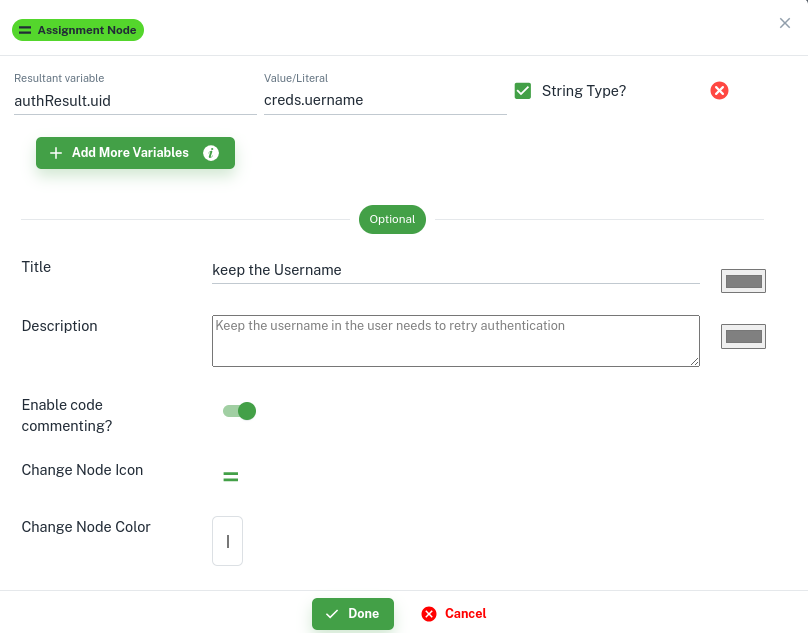 Assignment Node
Resultant variable
Value/Literal
authResult.uid
creds.uername
String Type?
Add More Variables
Optional
Title
keep the Username
Description
Keep the username in the user needs to retry authentication
Enable code
commenting?
Change Node Icon
Change Node Color
Done
Cancel